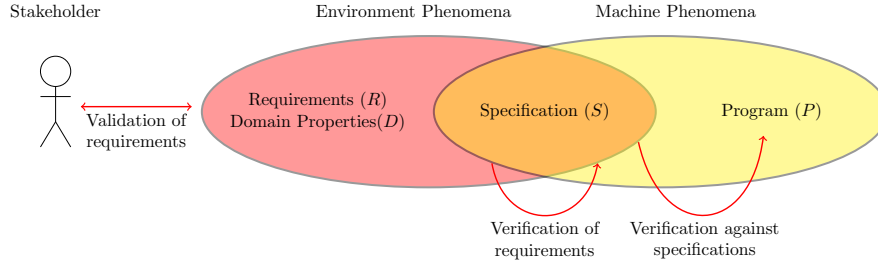 Stakeholder
Environment Phenomena
Machine Phenomena
Requirements (R)
Domain Properties(D)
Specification (S)
Program (P)
Validation of
requirements
Verification of
requirements
Verification against
specifications